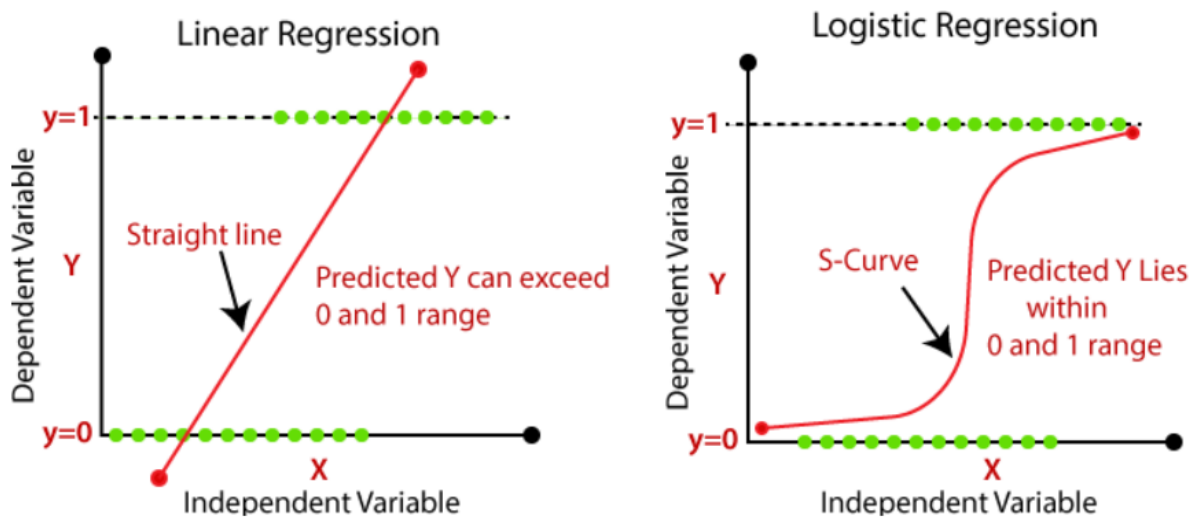 Linear Regression
y=1
Dependent Variable
Y
Straight line
Predicted Y can exceed
0 and 1 range
y=0
X
Independent Variable
Logistic Regression
y=1
Dependent Variable
Y
S-Curve
Predicted Y Lies
within
0 and 1 range
y=0
X
Independent Variable